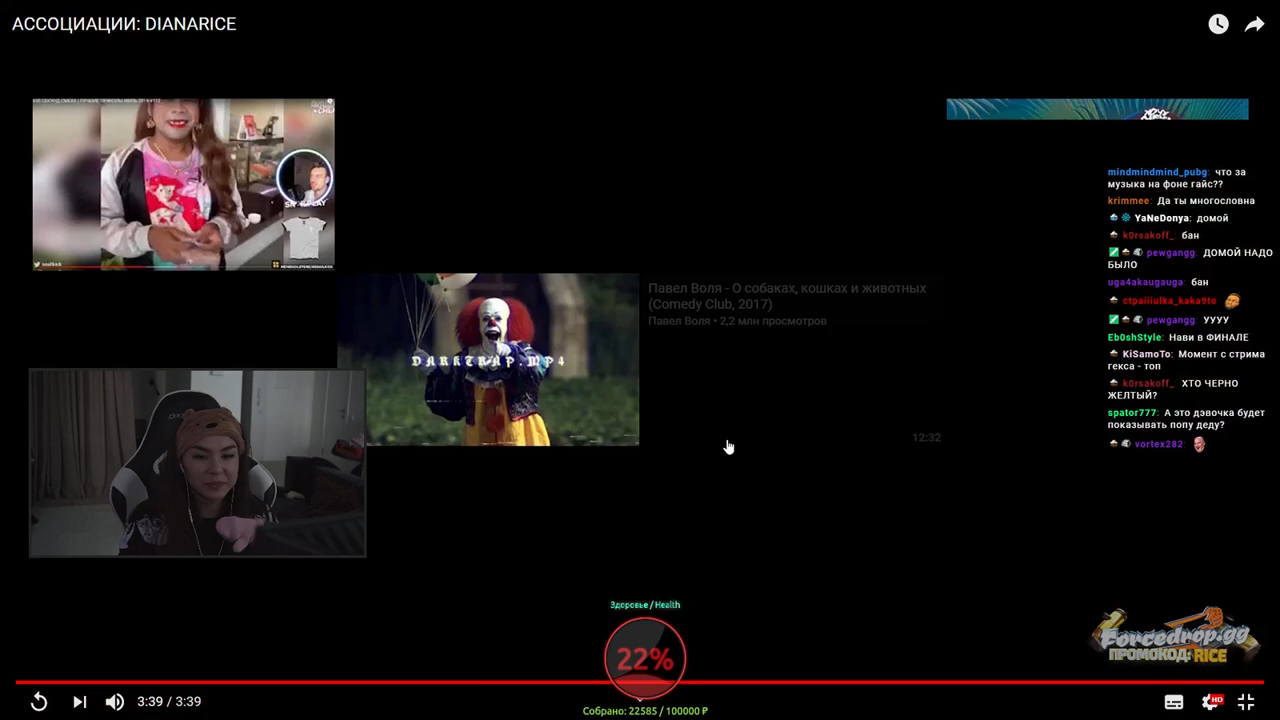 АССОЦИАЦИИ: DIANARICE
mindmindmind_pubg: что за
музыка на фоне гайс??
krimmee: Да ты многословна
YaNeDonya: домой
k0rsakoff_ бан
pewgangg: ДОМОЙ НАДО
БЫЛО
uga4akaugauga: бан
ctpaiiiulka_kaka9to
pewgangg: УУУУ
Eb0shStyle: Нави в ФИНАЛЕ
KiSamoTo: Момент с стрима
гекса - топ
k0rsakoff_ ХТО ЧЕРНО
ЖЕЛТЫЙ?
spator777: А это дэвочка будет
показывать попу деду?
vortex282:
Павел Воля - О собаках, кошках и животных
(Comedy Club, 2017)
Павел Воля • 2,2 млн просмотров
DARKTRAP.MP4
12:32
Здоровье / Health
22%
Собрано: 22585 / 100000 ₽
Forcedrop.gg
ПРОМОКОД: RICE
3:39 / 3:39
HD